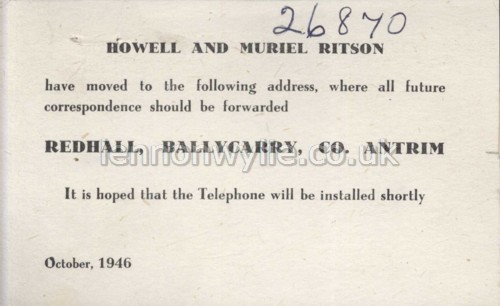 26870
HOWELL AND MURIEL RITSON
have moved to the following address, where all future
correspondence should be forwarded
REDHALL, BALLYCARRY, CO. ANTRIM
lennonwylie.co.uk
It is hoped that the Telephone will be installed shortly
October, 1946